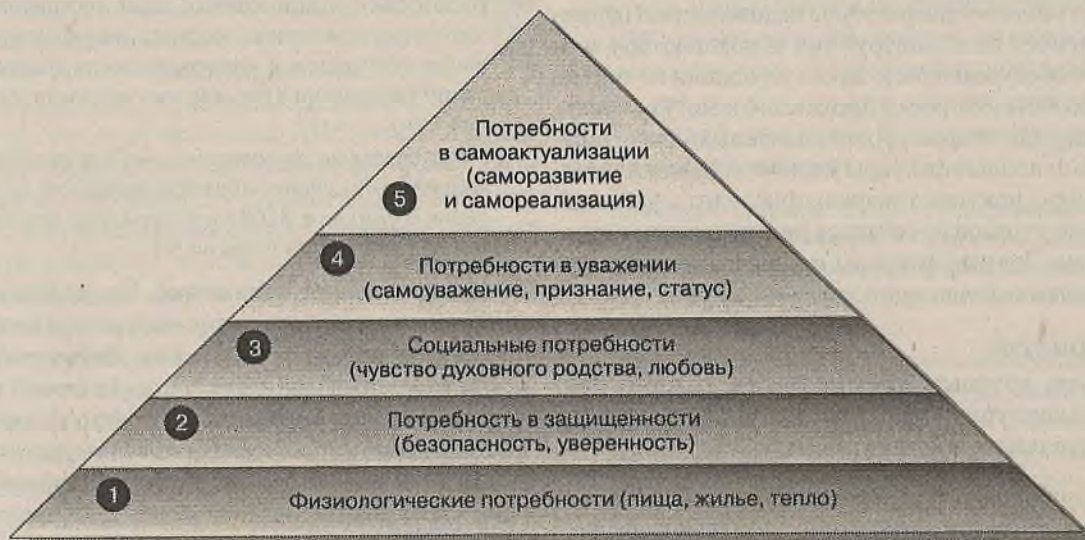 Потребности
в самоактуализации
(саморазвитие
и самореализация)
5
4
Потребности в уважении
(самоуважение, признание, статус)
3
Социальные потребности
(чувство духовного родства, любовь)
2
Потребность в защищенности
(безопасность, уверенность)
1
Физиологические потребности (пища, жилье, тепло)